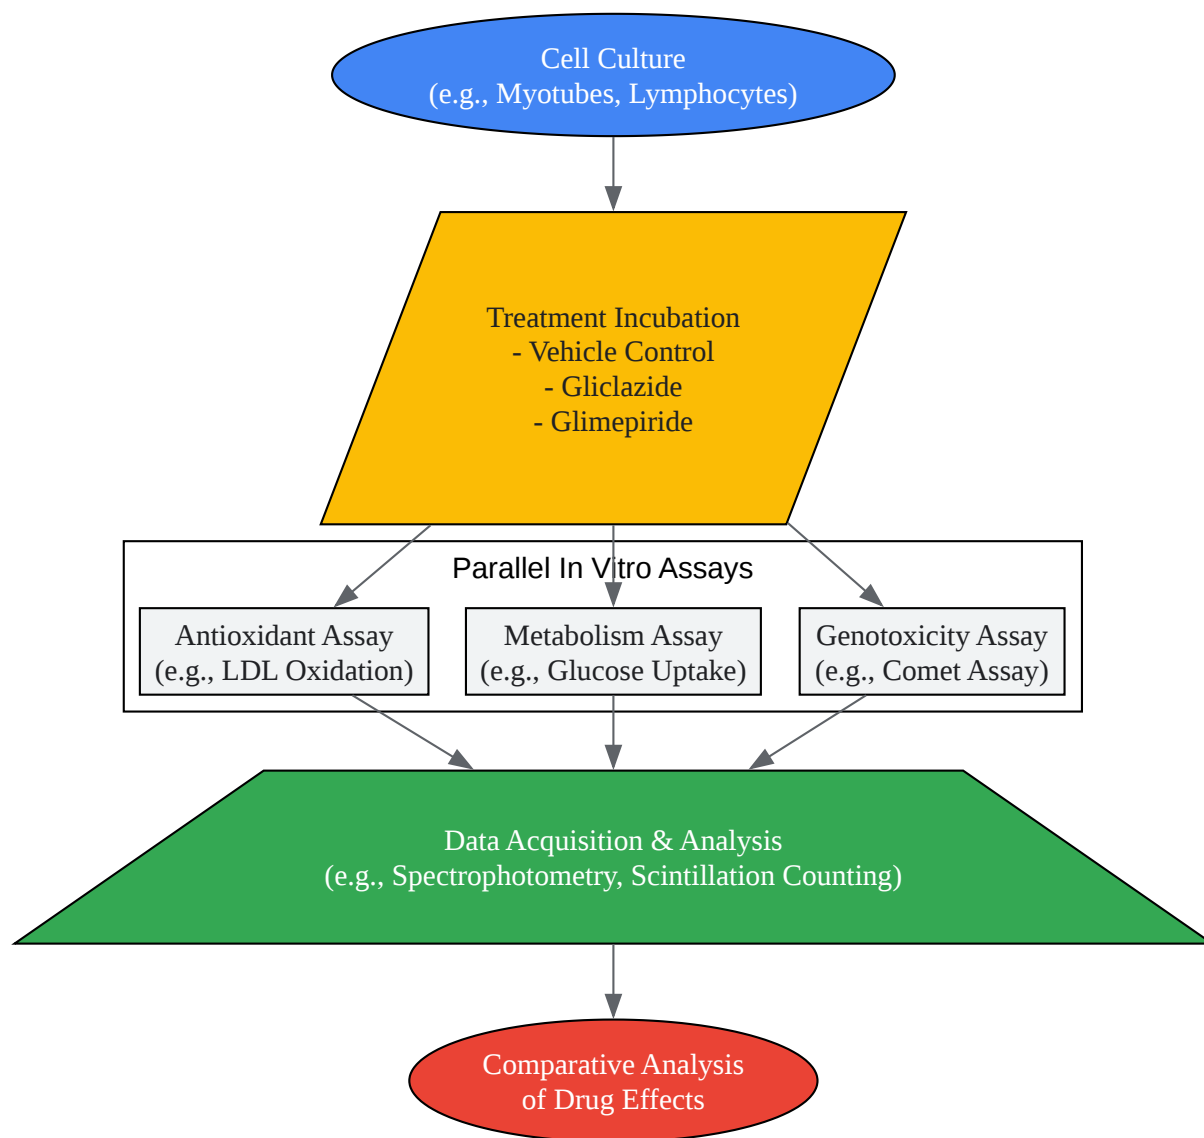 Cell Culture
(e.g., Myotubes, Lymphocytes)
Treatment Incubation
- Vehicle Control
- Gliclazide
- Glimepiride
Parallel In Vitro Assays
Antioxidant Assay
(e.g., LDL Oxidation)
Metabolism Assay
(e.g., Glucose Uptake)
Genotoxicity Assay
(e.g., Comet Assay)
Data Acquisition & Analysis
(e.g., Spectrophotometry, Scintillation Counting)
Comparative Analysis
of Drug Effects